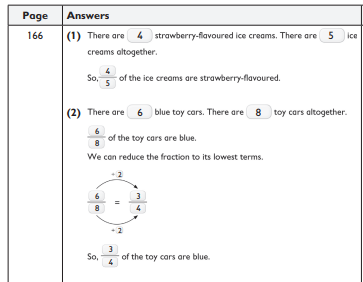 Page Answers
166 (1) There are 4 strawberry-flavoured ice creams. There are 5 ice
creams altogether.
So, 4/5 of the ice creams are strawberry-flavoured.
(2) There are 6 blue toy cars. There are 8 toy cars altogether.
6/8 of the toy cars are blue.
We can reduce the fraction to its lowest terms.
÷ 2
6/8 = 3/4
÷ 2
So, 3/4 of the toy cars are blue.